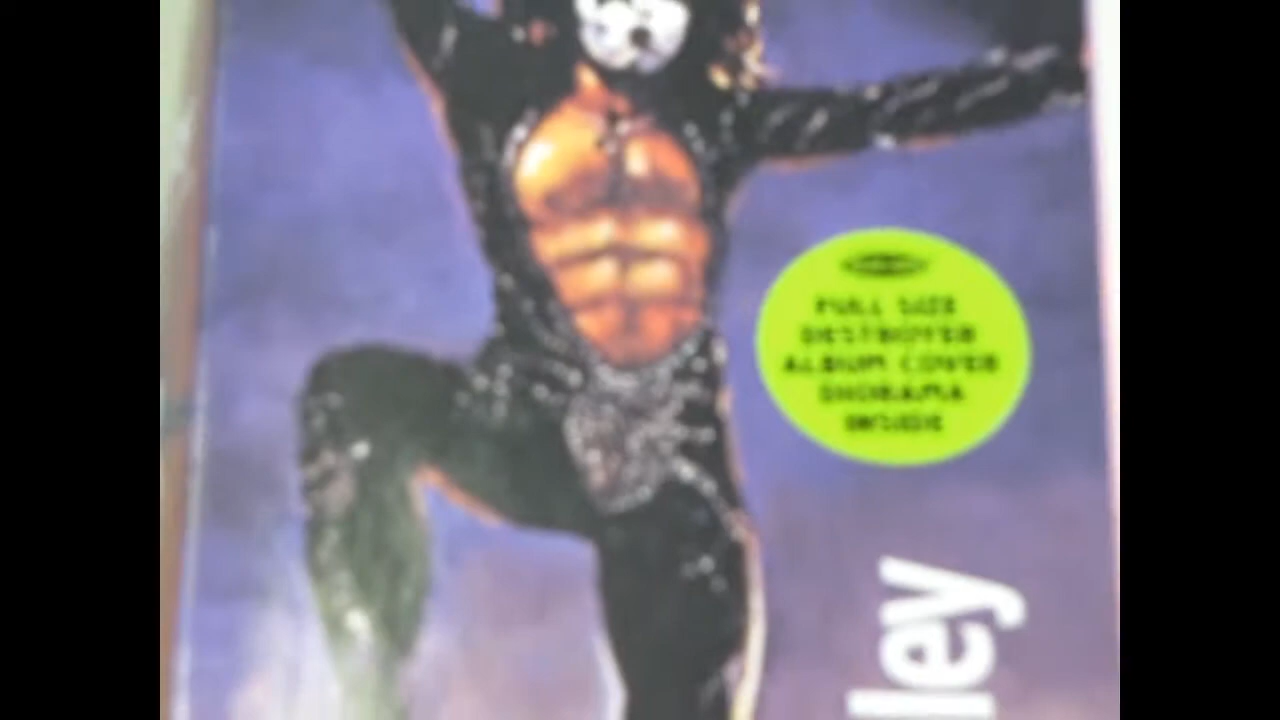 FULL SIZE
DESTROYER
ALBUM COVER
DIORAMA
INSIDE
ley